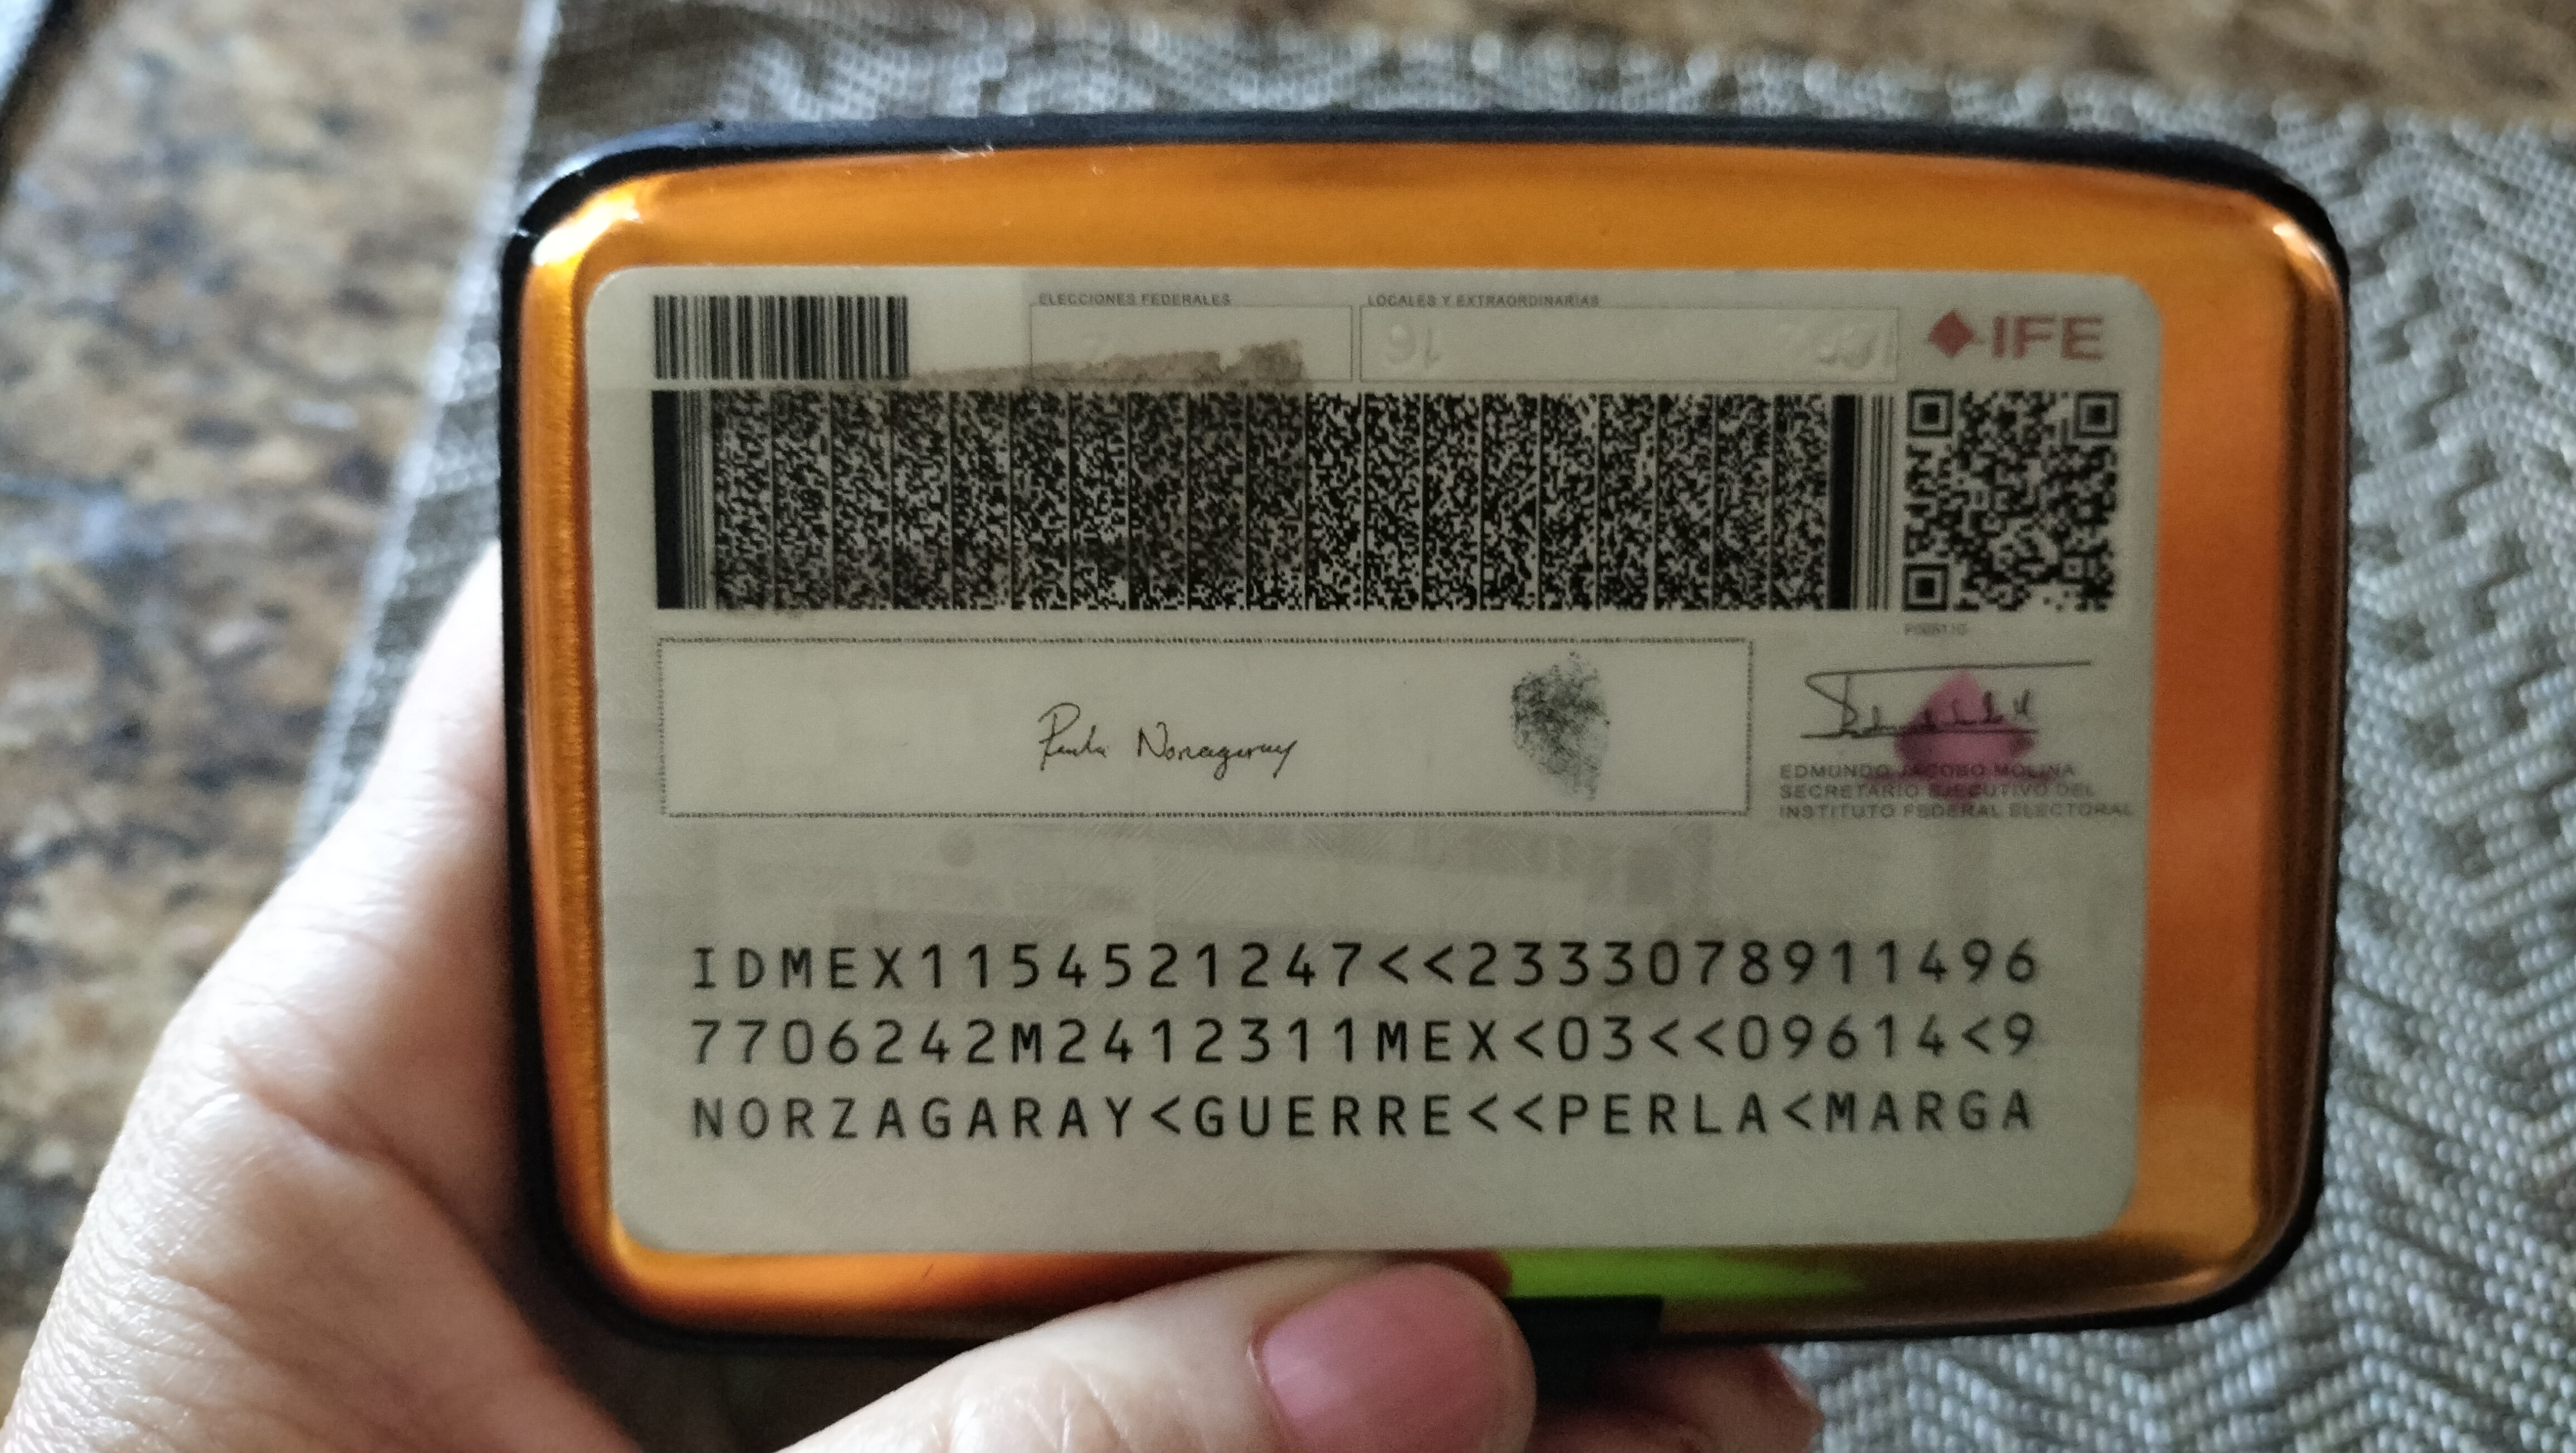 ELECCIONES FEDERALES
LOCALES Y EXTRAORDINARIAS
16
IFE
EDMUNDO JACOBO MOLINA
SECRETARIO EJECUTIVO DEL
INSTITUTO FEDERAL ELECTORAL
IDMEX1154521247<<2333078911496
7706242M2412311MEX<03<<09614<9
NORZAGARAY<GUERRE<<PERLA<MARGA